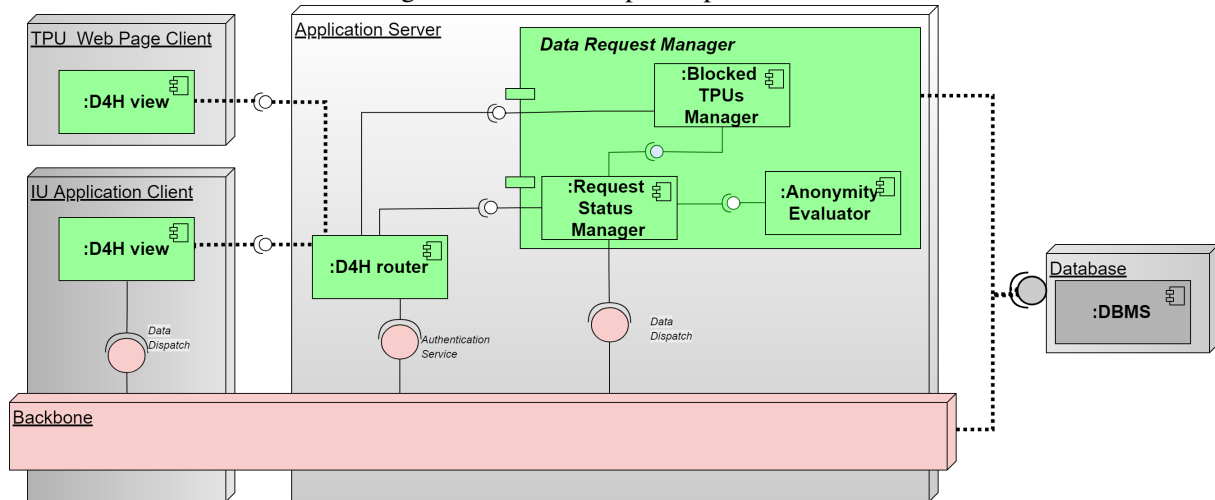 TPU Web Page Client
:D4H view
IU Application Client
:D4H view
Data
Dispatch
Application Server
Data Request Manager
:Blocked
TPUs
Manager
:Request
Status
Manager
:Anonymity
Evaluator
:D4H router
Authentication
Service
Data
Dispatch
Database
:DBMS
Backbone